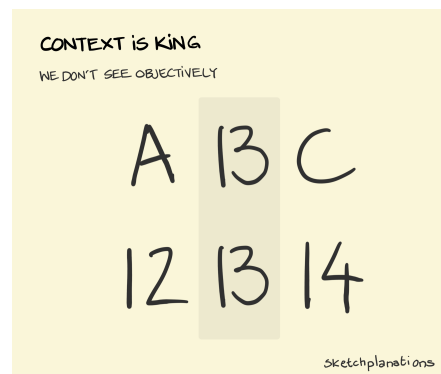 CONTEXT IS KING
WE DON'T SEE OBJECTIVELY
A 13 C
12 13 14
sketchplanations